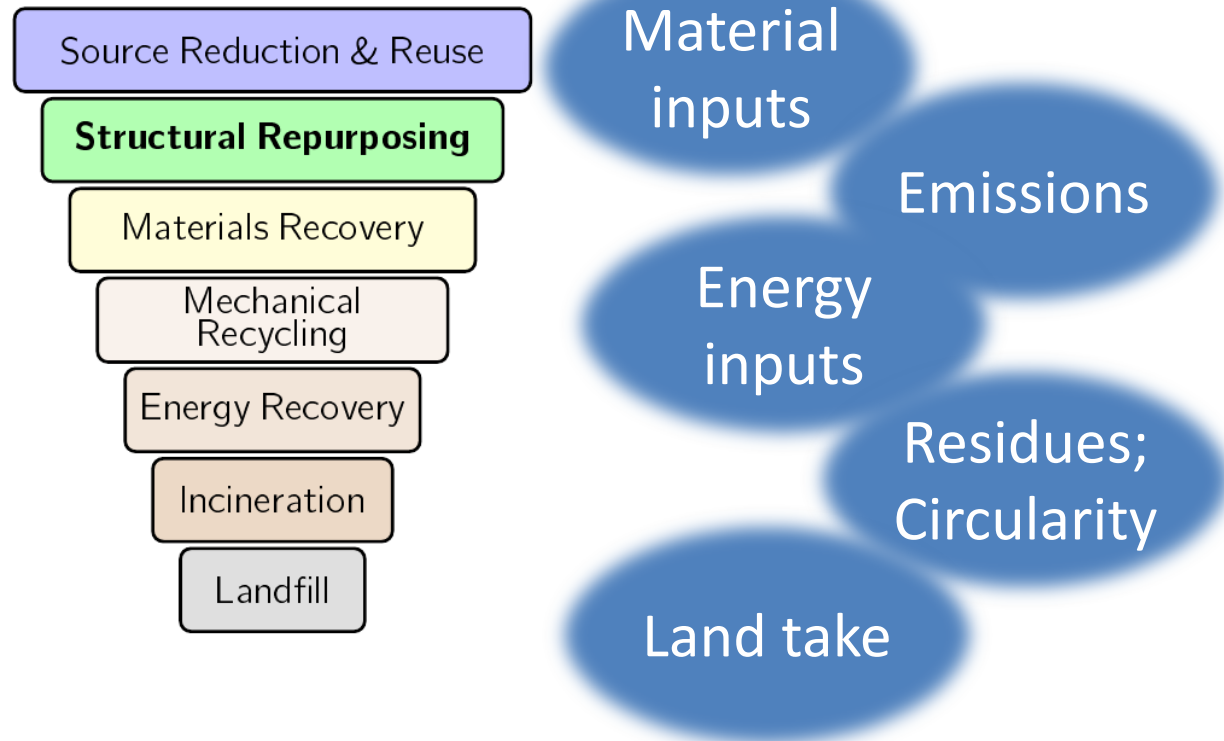 Source Reduction & Reuse
Structural Repurposing
Materials Recovery
Mechanical
Recycling
Energy Recovery
Incineration
Landfill
Material
inputs
Emissions
Energy
inputs
Residues;
Circularity
Land take